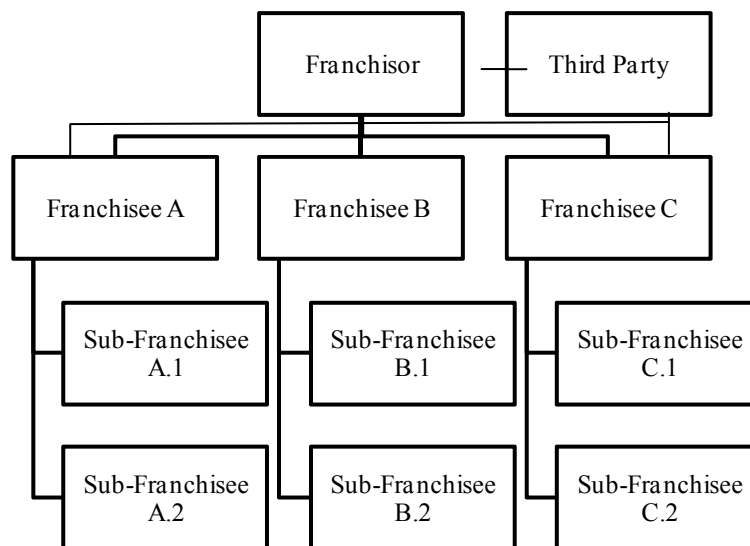 Franchisor
Third Party
Franchisee A
Franchisee B
Franchisee C
Sub-Franchisee
A.1
Sub-Franchisee
B.1
Sub-Franchisee
C.1
Sub-Franchisee
A.2
Sub-Franchisee
B.2
Sub-Franchisee
C.2